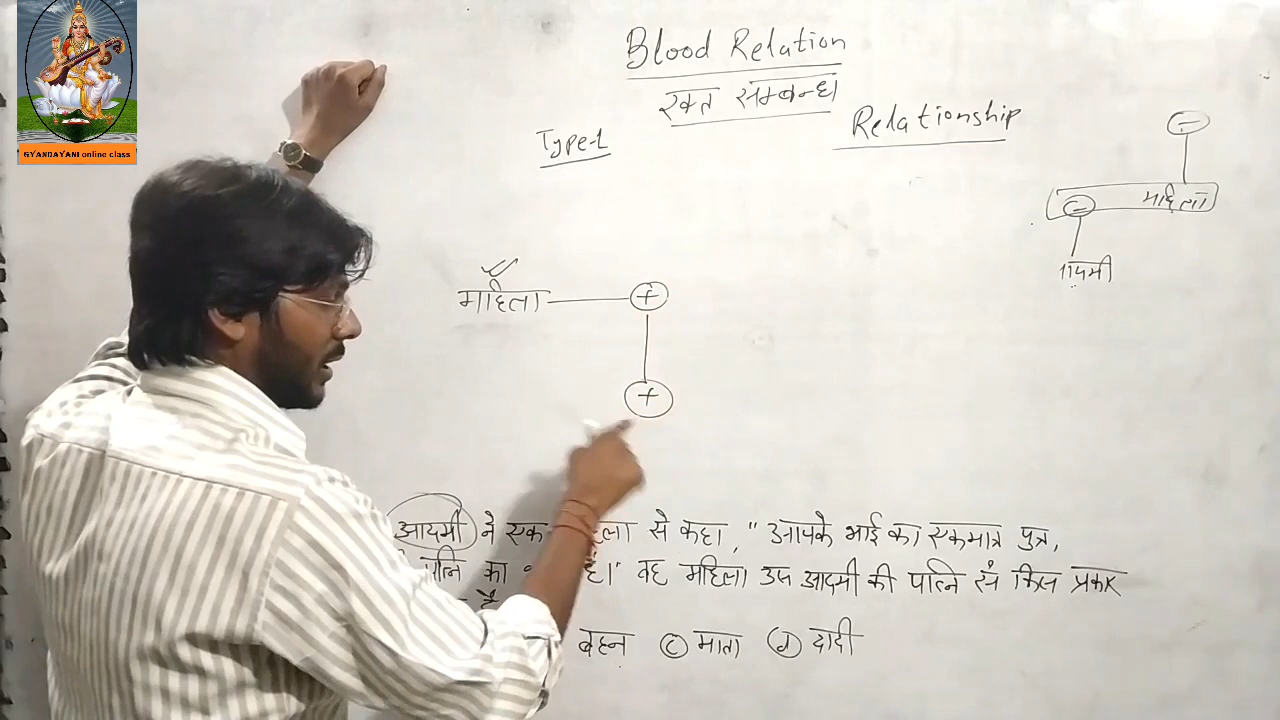 GYANDAYANI online class
Blood Relation
रक्त सम्बन्ध
Relationship
Type-1
−
महिला
−
महिला
+
+
आदमी ने एक से कहा, " आपके भाई का एकमात्र पुत्र,
पत्नि का है।" वह महिला उस आदमी की पत्नि से किस प्रकार
है
बहन (c) माता (d) दादी